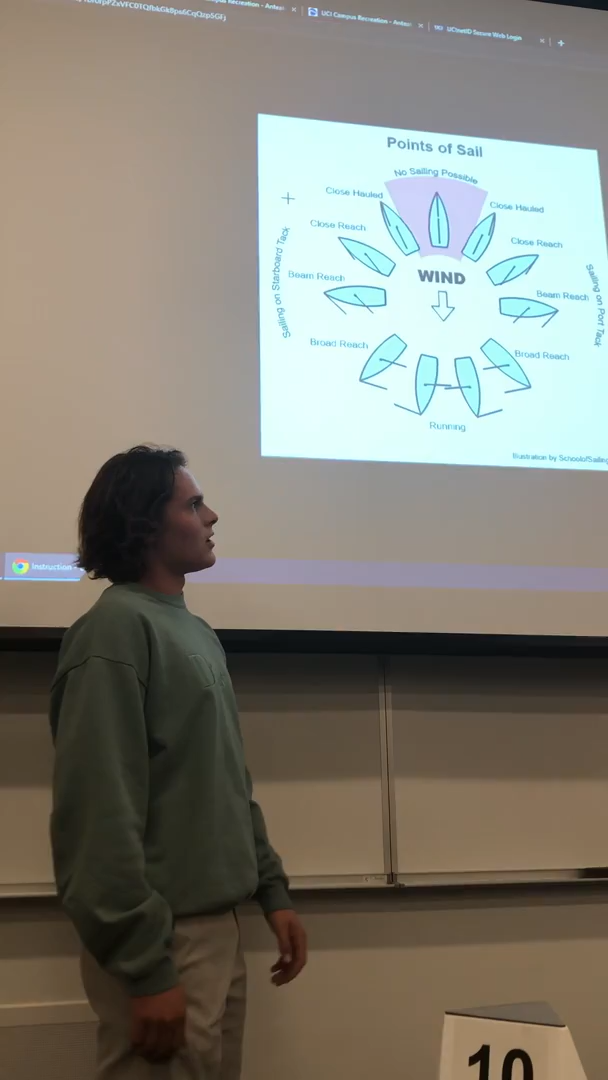 UCI Campus Recreation - Antea
UCInetID Secure Web Login
Points of Sail
No Sailing Possible
Close Hauled
Close Hauled
Close Reach
Close Reach
WIND
Beam Reach
Beam Reach
Sailing on Starboard Tack
Sailing on Port Tack
Broad Reach
Broad Reach
Running
Illustration by SchoolofSailing
Instruction -
10